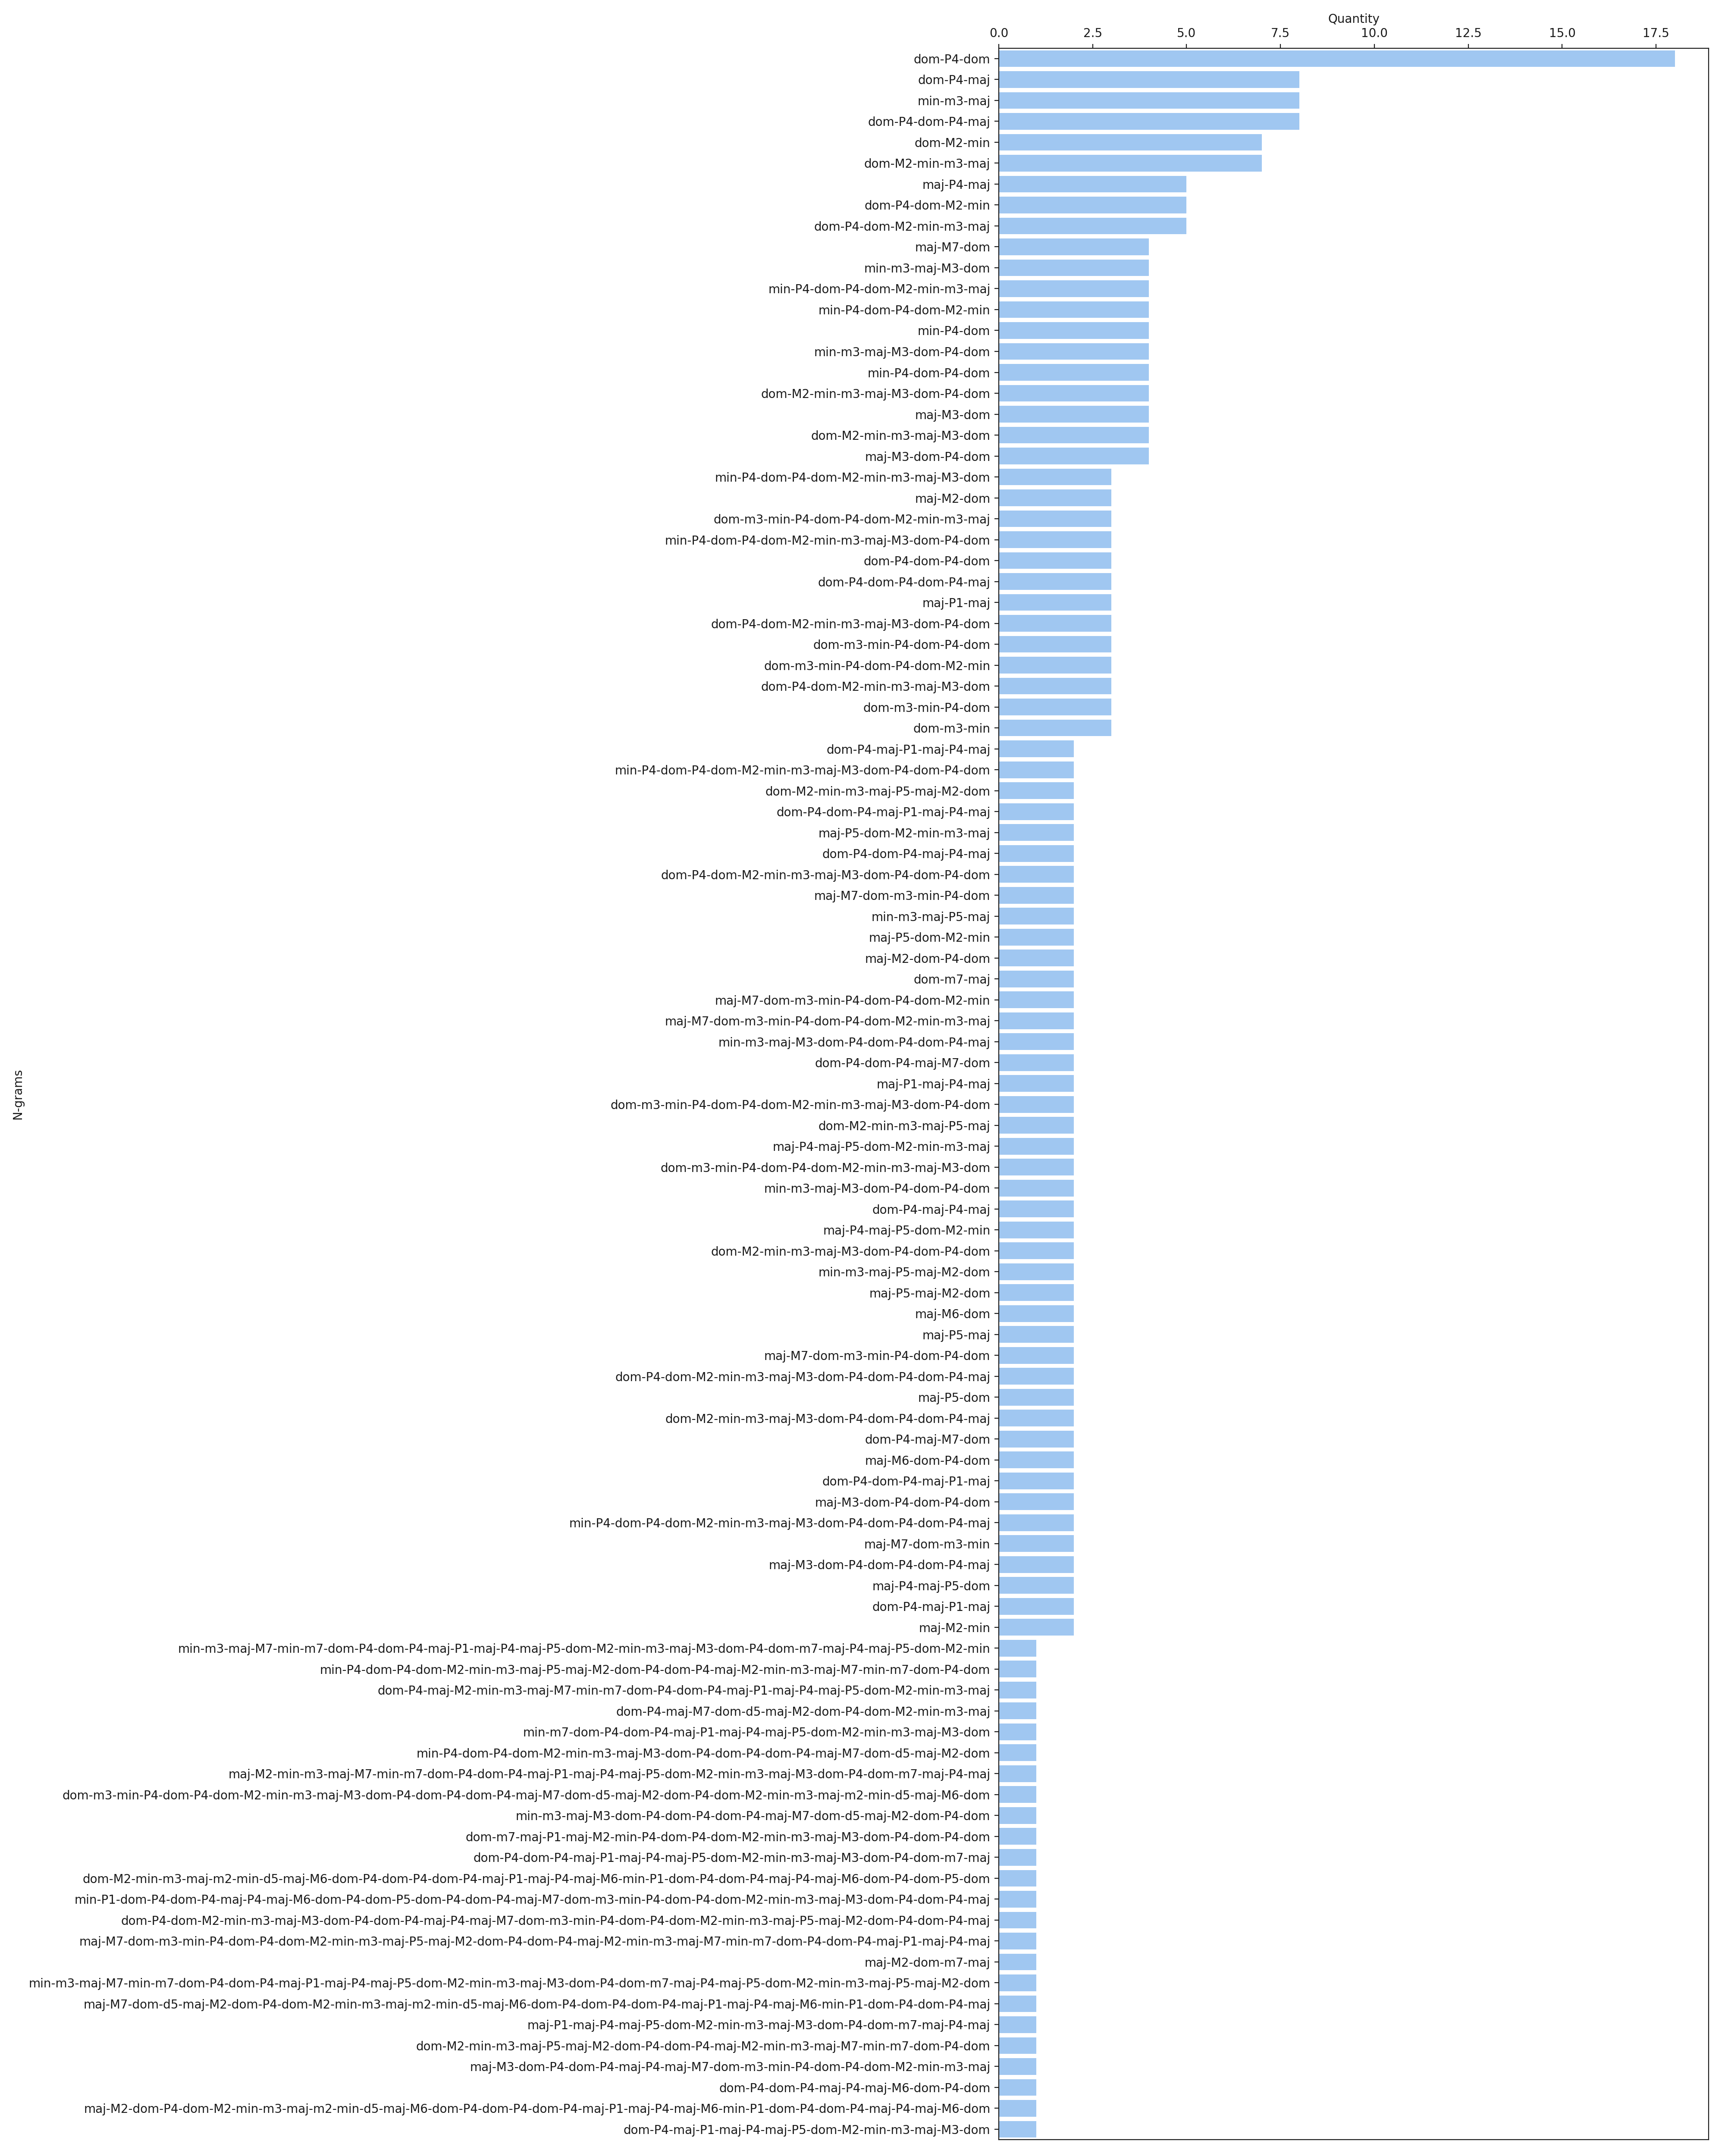 Quantity
0.0 2.5 5.0 7.5 10.0 12.5 15.0 17.5
dom-P4-dom
dom-P4-maj
min-m3-maj
dom-P4-dom-P4-maj
dom-M2-min
dom-M2-min-m3-maj
maj-P4-maj
dom-P4-dom-M2-min
dom-P4-dom-M2-min-m3-maj
maj-M7-dom
min-m3-maj-M3-dom
min-P4-dom-P4-dom-M2-min-m3-maj
min-P4-dom-P4-dom-M2-min
min-P4-dom
min-m3-maj-M3-dom-P4-dom
min-P4-dom-P4-dom
dom-M2-min-m3-maj-M3-dom-P4-dom
maj-M3-dom
dom-M2-min-m3-maj-M3-dom
maj-M3-dom-P4-dom
min-P4-dom-P4-dom-M2-min-m3-maj-M3-dom
maj-M2-dom
dom-m3-min-P4-dom-P4-dom-M2-min-m3-maj
min-P4-dom-P4-dom-M2-min-m3-maj-M3-dom-P4-dom
dom-P4-dom-P4-dom
dom-P4-dom-P4-dom-P4-maj
maj-P1-maj
dom-P4-dom-M2-min-m3-maj-M3-dom-P4-dom
dom-m3-min-P4-dom-P4-dom
dom-m3-min-P4-dom-P4-dom-M2-min
dom-P4-dom-M2-min-m3-maj-M3-dom
dom-m3-min-P4-dom
dom-m3-min
dom-P4-maj-P1-maj-P4-maj
min-P4-dom-P4-dom-M2-min-m3-maj-M3-dom-P4-dom-P4-dom
dom-M2-min-m3-maj-P5-maj-M2-dom
dom-P4-dom-P4-maj-P1-maj-P4-maj
maj-P5-dom-M2-min-m3-maj
dom-P4-dom-P4-maj-P4-maj
dom-P4-dom-M2-min-m3-maj-M3-dom-P4-dom-P4-dom
maj-M7-dom-m3-min-P4-dom
min-m3-maj-P5-maj
maj-P5-dom-M2-min
maj-M2-dom-P4-dom
dom-m7-maj
maj-M7-dom-m3-min-P4-dom-P4-dom-M2-min
maj-M7-dom-m3-min-P4-dom-P4-dom-M2-min-m3-maj
min-m3-maj-M3-dom-P4-dom-P4-dom-P4-maj
dom-P4-dom-P4-maj-M7-dom
maj-P1-maj-P4-maj
dom-m3-min-P4-dom-P4-dom-M2-min-m3-maj-M3-dom-P4-dom
dom-M2-min-m3-maj-P5-maj
maj-P4-maj-P5-dom-M2-min-m3-maj
dom-m3-min-P4-dom-P4-dom-M2-min-m3-maj-M3-dom
min-m3-maj-M3-dom-P4-dom-P4-dom
dom-P4-maj-P4-maj
maj-P4-maj-P5-dom-M2-min
dom-M2-min-m3-maj-M3-dom-P4-dom-P4-dom
min-m3-maj-P5-maj-M2-dom
maj-P5-maj-M2-dom
maj-M6-dom
maj-P5-maj
maj-M7-dom-m3-min-P4-dom-P4-dom
dom-P4-dom-M2-min-m3-maj-M3-dom-P4-dom-P4-dom-P4-maj
maj-P5-dom
dom-M2-min-m3-maj-M3-dom-P4-dom-P4-dom-P4-maj
dom-P4-maj-M7-dom
maj-M6-dom-P4-dom
dom-P4-dom-P4-maj-P1-maj
maj-M3-dom-P4-dom-P4-dom
min-P4-dom-P4-dom-M2-min-m3-maj-M3-dom-P4-dom-P4-dom-P4-maj
maj-M7-dom-m3-min
maj-M3-dom-P4-dom-P4-dom-P4-maj
maj-P4-maj-P5-dom
dom-P4-maj-P1-maj
maj-M2-min
min-m3-maj-M7-min-m7-dom-P4-dom-P4-maj-P1-maj-P4-maj-P5-dom-M2-min-m3-maj-M3-dom-P4-dom-m7-maj-P4-maj-P5-dom-M2-min
min-P4-dom-P4-dom-M2-min-m3-maj-P5-maj-M2-dom-P4-dom-P4-maj-M2-min-m3-maj-M7-min-m7-dom-P4-dom
dom-P4-maj-M2-min-m3-maj-M7-min-m7-dom-P4-dom-P4-maj-P1-maj-P4-maj-P5-dom-M2-min-m3-maj
dom-P4-maj-M7-dom-d5-maj-M2-dom-P4-dom-M2-min-m3-maj
min-m7-dom-P4-dom-P4-maj-P1-maj-P4-maj-P5-dom-M2-min-m3-maj-M3-dom
min-P4-dom-P4-dom-M2-min-m3-maj-M3-dom-P4-dom-P4-dom-P4-maj-M7-dom-d5-maj-M2-dom
maj-M2-min-m3-maj-M7-min-m7-dom-P4-dom-P4-maj-P1-maj-P4-maj-P5-dom-M2-min-m3-maj-M3-dom-P4-dom-m7-maj-P4-maj
dom-m3-min-P4-dom-P4-dom-M2-min-m3-maj-M3-dom-P4-dom-P4-dom-P4-maj-M7-dom-d5-maj-M2-dom-P4-dom-M2-min-m3-maj-m2-min-d5-maj-M6-dom
min-m3-maj-M3-dom-P4-dom-P4-dom-P4-maj-M7-dom-d5-maj-M2-dom-P4-dom
dom-m7-maj-P1-maj-M2-min-P4-dom-P4-dom-M2-min-m3-maj-M3-dom-P4-dom-P4-dom
dom-P4-dom-P4-maj-P1-maj-P4-maj-P5-dom-M2-min-m3-maj-M3-dom-P4-dom-m7-maj
dom-M2-min-m3-maj-m2-min-d5-maj-M6-dom-P4-dom-P4-dom-P4-maj-P1-maj-P4-maj-M6-min-P1-dom-P4-dom-P4-maj-P4-maj-M6-dom-P4-dom-P5-dom
min-P1-dom-P4-dom-P4-maj-P4-maj-M6-dom-P4-dom-P5-dom-P4-dom-P4-maj-M7-dom-m3-min-P4-dom-P4-dom-M2-min-m3-maj-M3-dom-P4-dom-P4-maj
dom-P4-dom-M2-min-m3-maj-M3-dom-P4-dom-P4-maj-P4-maj-M7-dom-m3-min-P4-dom-P4-dom-M2-min-m3-maj-P5-maj-M2-dom-P4-dom-P4-maj
maj-M7-dom-m3-min-P4-dom-P4-dom-M2-min-m3-maj-P5-maj-M2-dom-P4-dom-P4-maj-M2-min-m3-maj-M7-min-m7-dom-P4-dom-P4-maj-P1-maj-P4-maj
maj-M2-dom-m7-maj
min-m3-maj-M7-min-m7-dom-P4-dom-P4-maj-P1-maj-P4-maj-P5-dom-M2-min-m3-maj-M3-dom-P4-dom-m7-maj-P4-maj-P5-dom-M2-min-m3-maj-P5-maj-M2-dom
maj-M7-dom-d5-maj-M2-dom-P4-dom-M2-min-m3-maj-m2-min-d5-maj-M6-dom-P4-dom-P4-dom-P4-maj-P1-maj-P4-maj-M6-min-P1-dom-P4-dom-P4-maj
maj-P1-maj-P4-maj-P5-dom-M2-min-m3-maj-M3-dom-P4-dom-m7-maj-P4-maj
dom-M2-min-m3-maj-P5-maj-M2-dom-P4-dom-P4-maj-M2-min-m3-maj-M7-min-m7-dom-P4-dom
maj-M3-dom-P4-dom-P4-maj-P4-maj-M7-dom-m3-min-P4-dom-P4-dom-M2-min-m3-maj
dom-P4-dom-P4-maj-P4-maj-M6-dom-P4-dom
maj-M2-dom-P4-dom-M2-min-m3-maj-m2-min-d5-maj-M6-dom-P4-dom-P4-dom-P4-maj-P1-maj-P4-maj-M6-min-P1-dom-P4-dom-P4-maj-P4-maj-M6-dom
dom-P4-maj-P1-maj-P4-maj-P5-dom-M2-min-m3-maj-M3-dom
N-grams